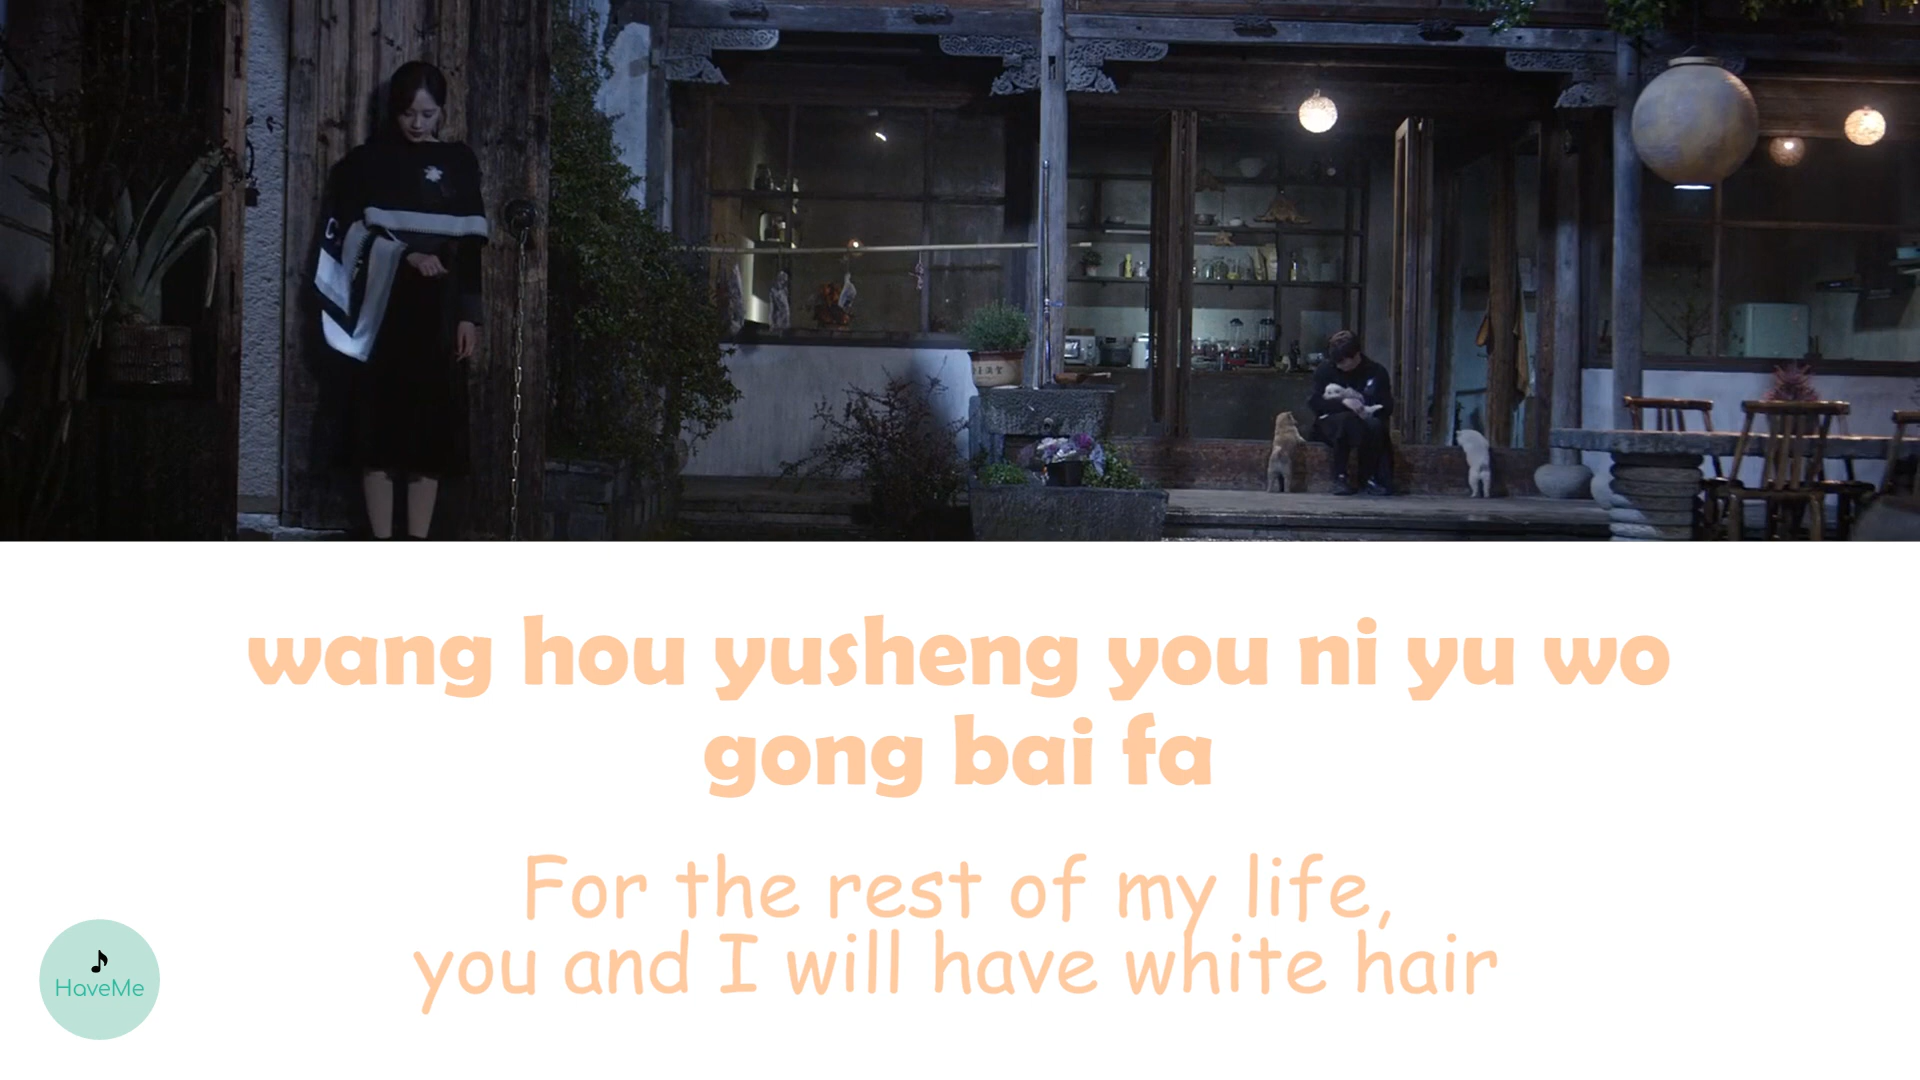 wang hou yusheng you ni yu wo
gong bai fa
For the rest of my life,
you and I will have white hair
HaveMe